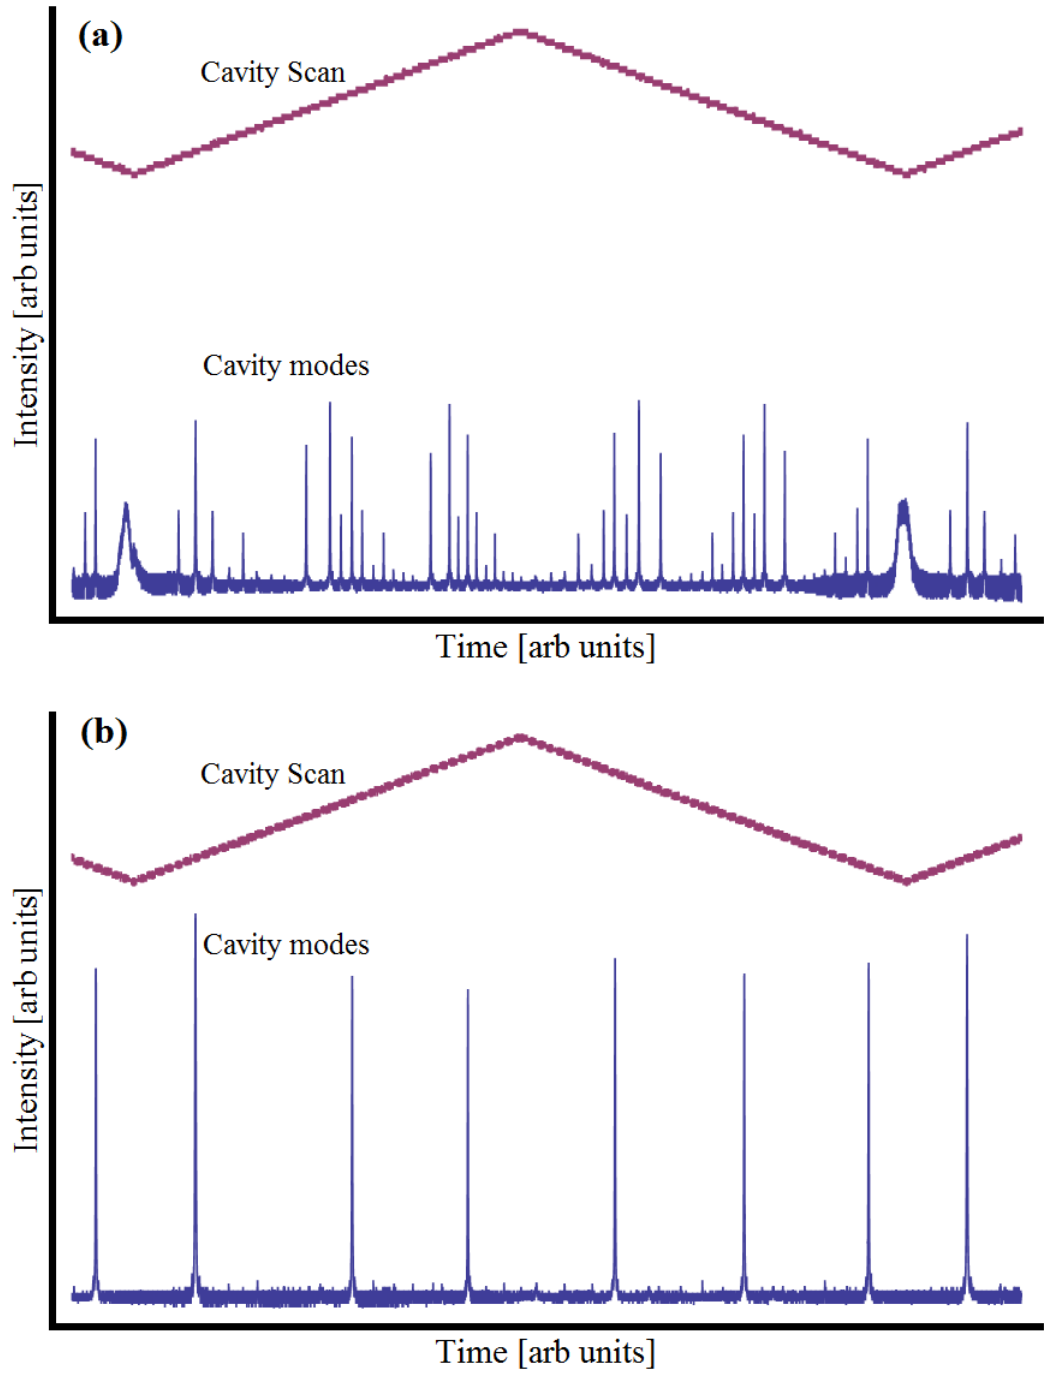 (a)
Cavity Scan
Cavity modes
Intensity [arb units]
Time [arb units]
(b)
Cavity Scan
Cavity modes
Intensity [arb units]
Time [arb units]